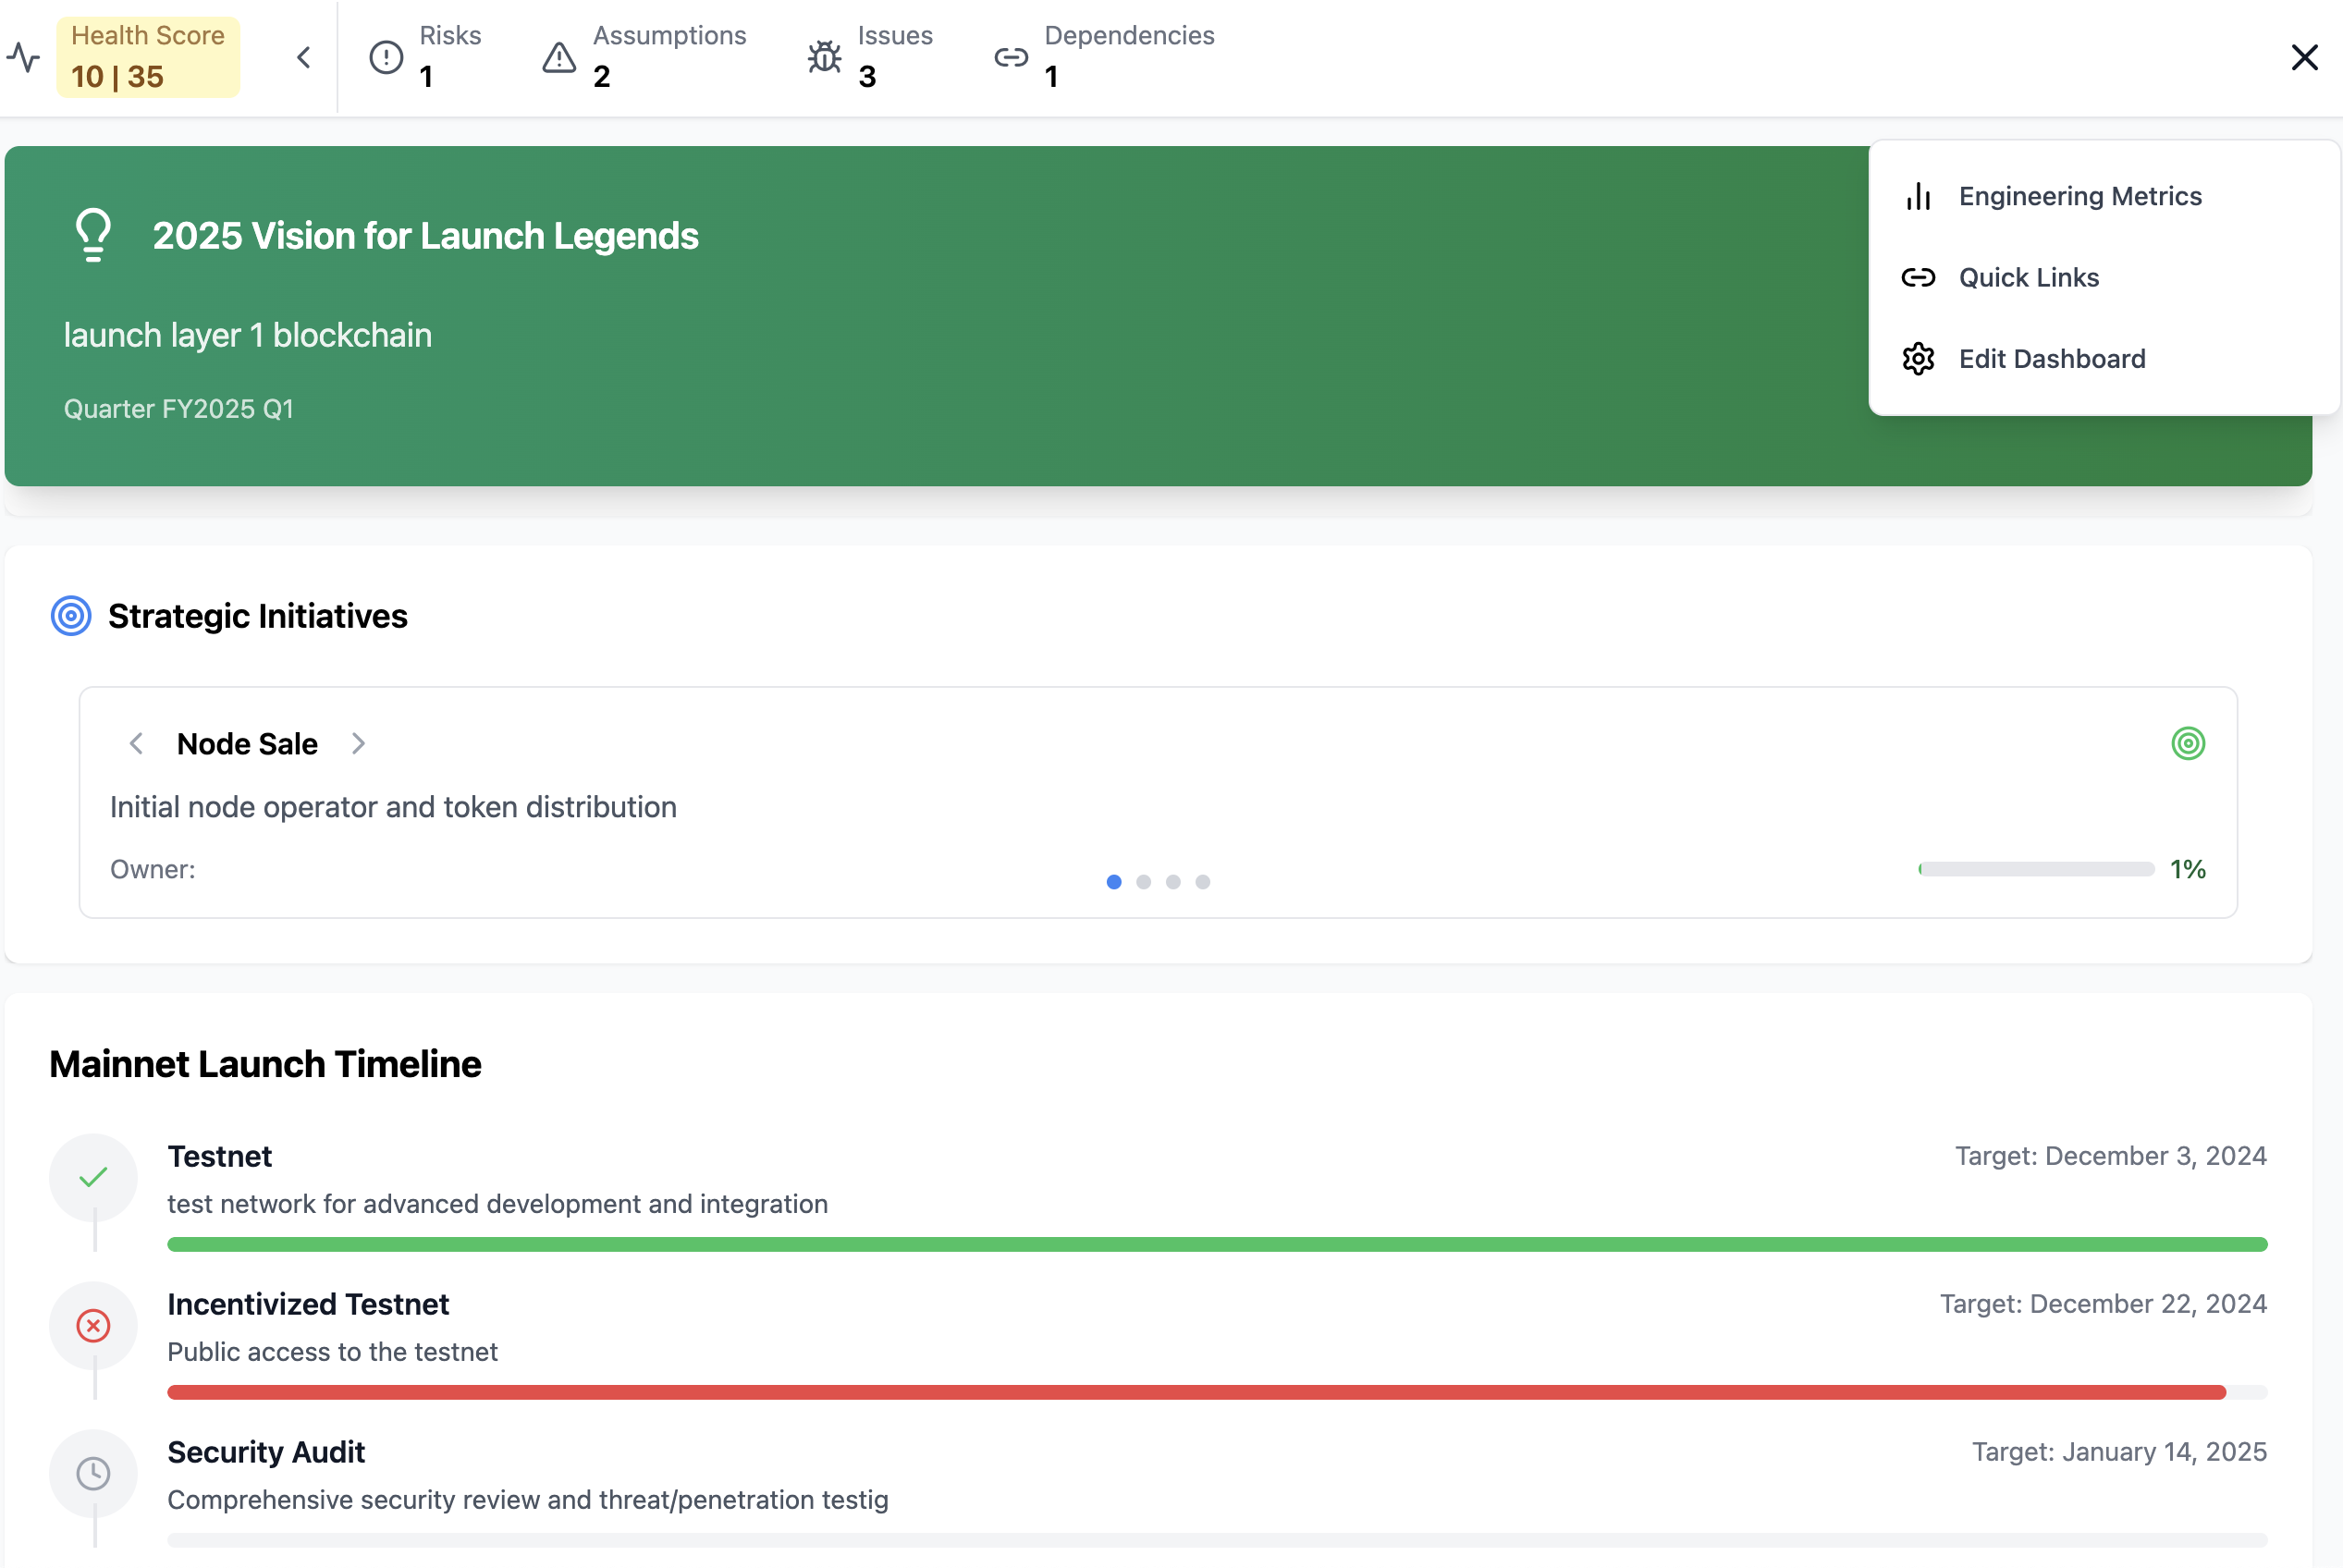 Health Score
10 | 35
Risks
1
Assumptions
2
Issues
3
Dependencies
1
Engineering Metrics
Quick Links
Edit Dashboard
2025 Vision for Launch Legends
launch layer 1 blockchain
Quarter FY2025 Q1
Strategic Initiatives
Node Sale
Initial node operator and token distribution
Owner:
1%
Mainnet Launch Timeline
Testnet
Target: December 3, 2024
test network for advanced development and integration
Incentivized Testnet
Target: December 22, 2024
Public access to the testnet
Security Audit
Target: January 14, 2025
Comprehensive security review and threat/penetration testig